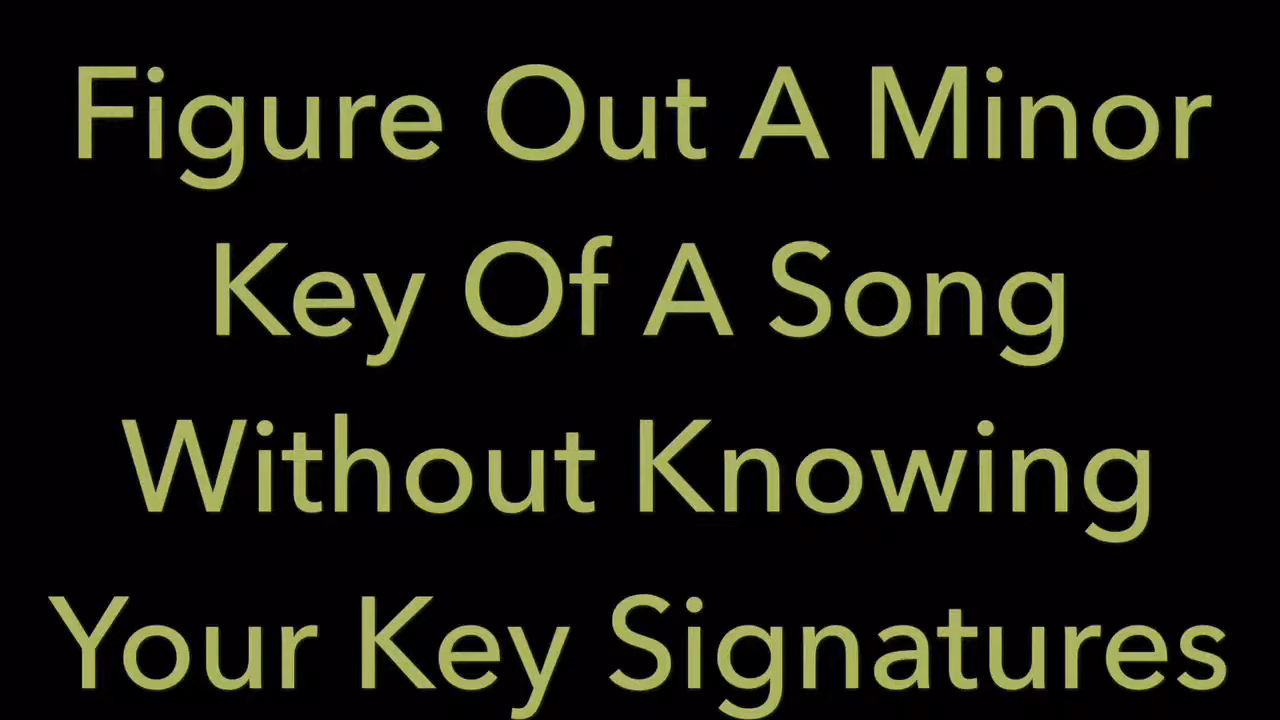 Figure Out A Minor
Key Of A Song
Without Knowing
Your Key Signatures